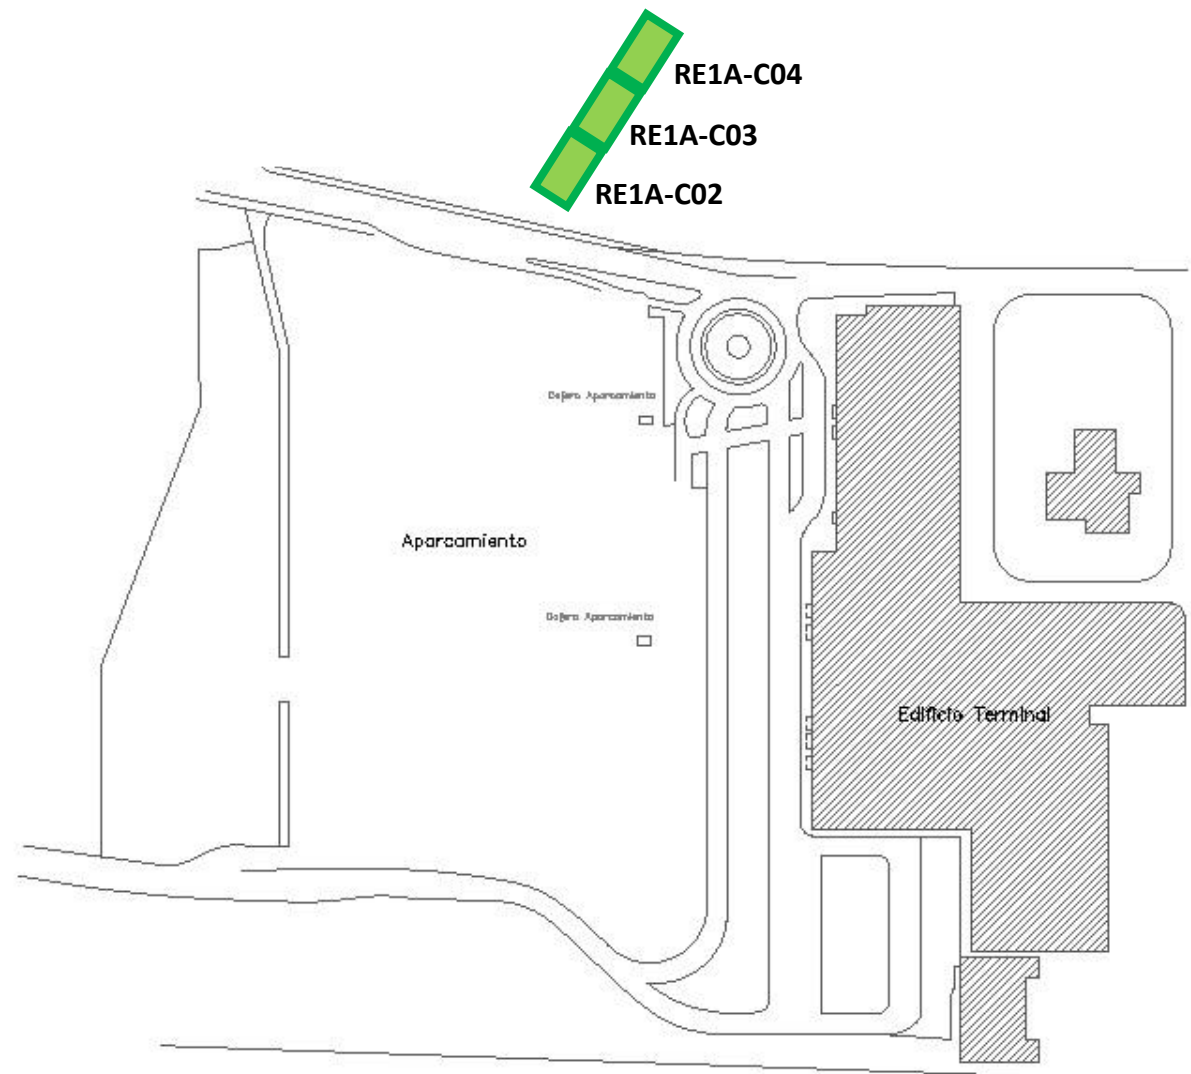 RE1A-C04
RE1A-C03
RE1A-C02
Cajero Aparcamiento
Aparcamiento
Cajero Aparcamiento
Edificio Terminal